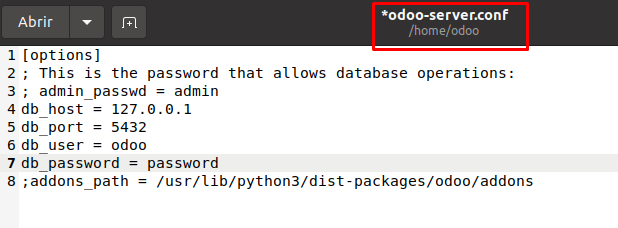 Abrir
*odoo-server.conf
/home/odoo
1 [options]
2 ; This is the password that allows database operations:
3 ; admin_passwd = admin
4 db_host = 127.0.0.1
5 db_port = 5432
6 db_user = odoo
7 db_password = password
8 ;addons_path = /usr/lib/python3/dist-packages/odoo/addons